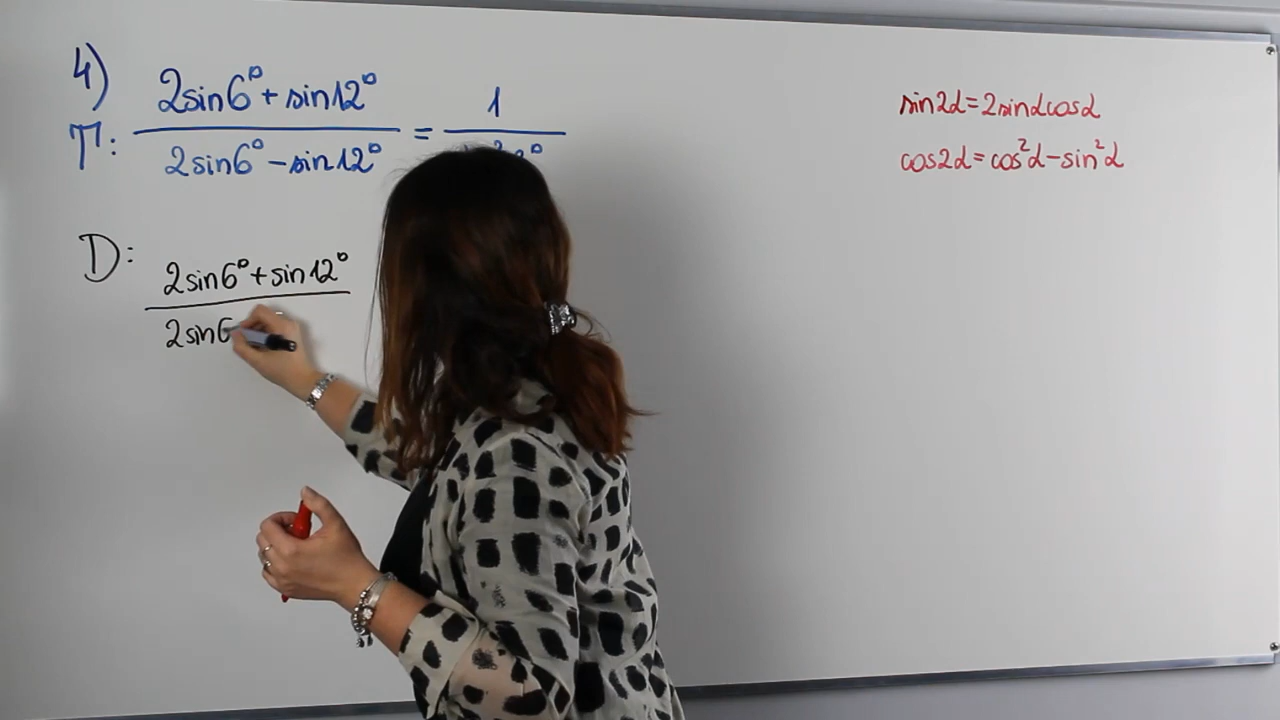 4)
T: (2sin6° + sin12°) / (2sin6° - sin12°) = 1 /
D: (2sin6° + sin12°) / (2sin6
sin2α = 2sinαcosα
cos2α = cos²α - sin²α